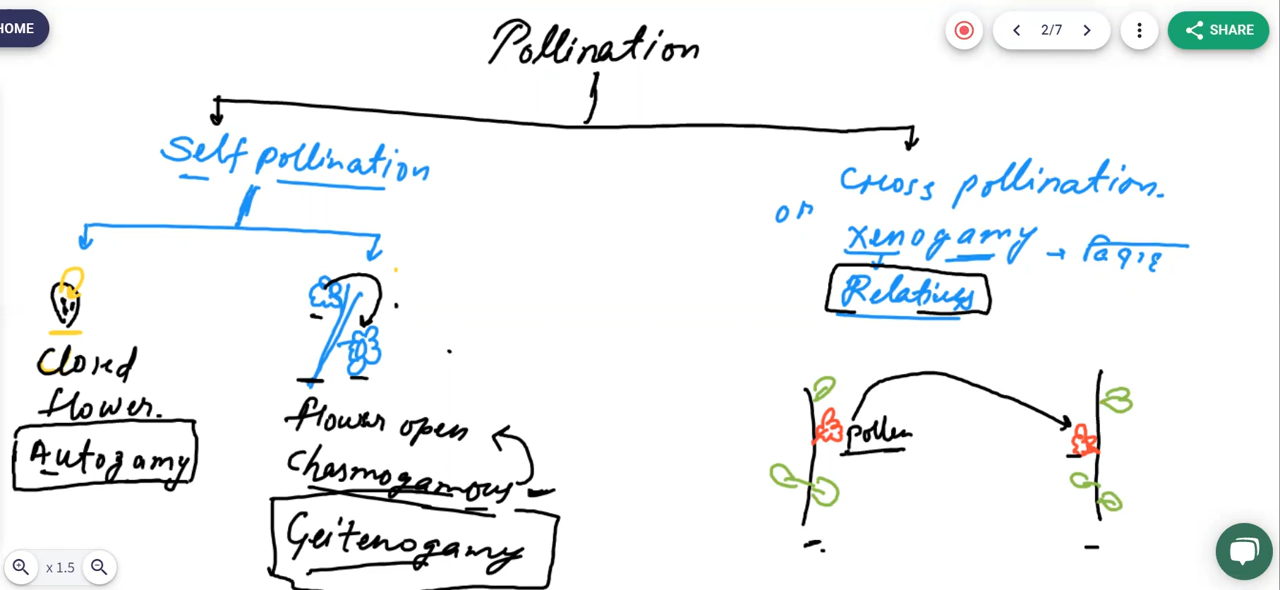 HOME
2/7
SHARE
Pollination
Self pollination
Cross pollination.
or
Xenogamy →
Relatives
Closed
flower.
Autogamy
flower open
Chasmogamous
Geitenogamy
pollen
x 1.5